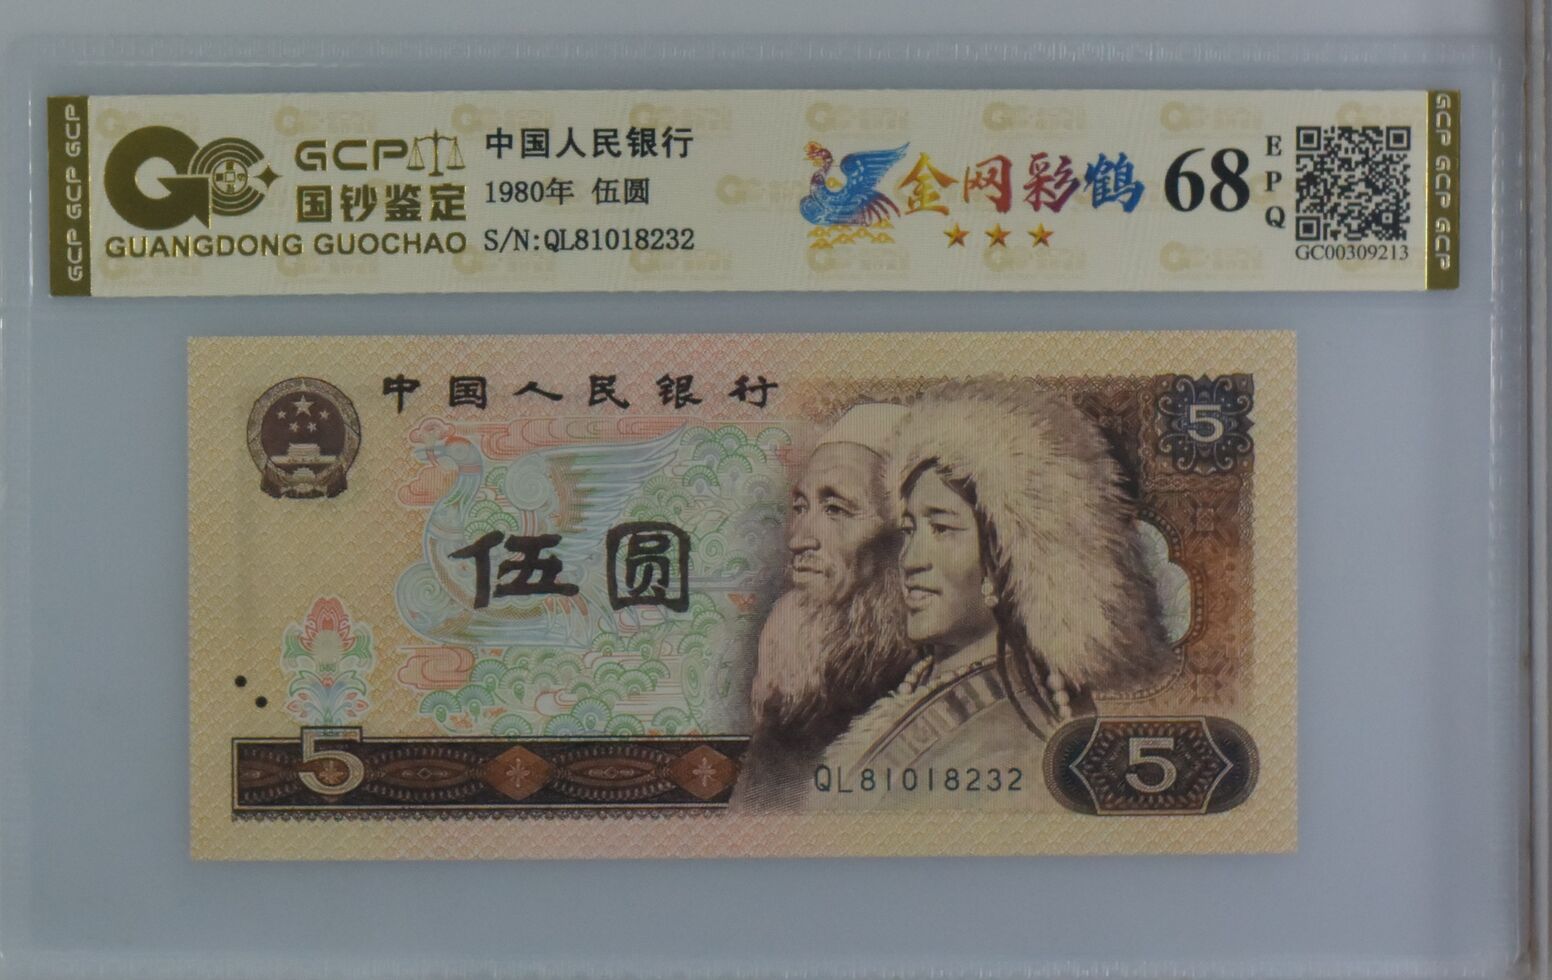 GCP GCP GCP
GCP
国钞鉴定
GUANGDONG GUOCHAO
中国人民银行
1980年 伍圆
S/N:QL81018232
金网彩鹤
68
EPQ
GC00309213
GCP GCP GCP
中国人民银行
5
伍圆
5
QL81018232
5